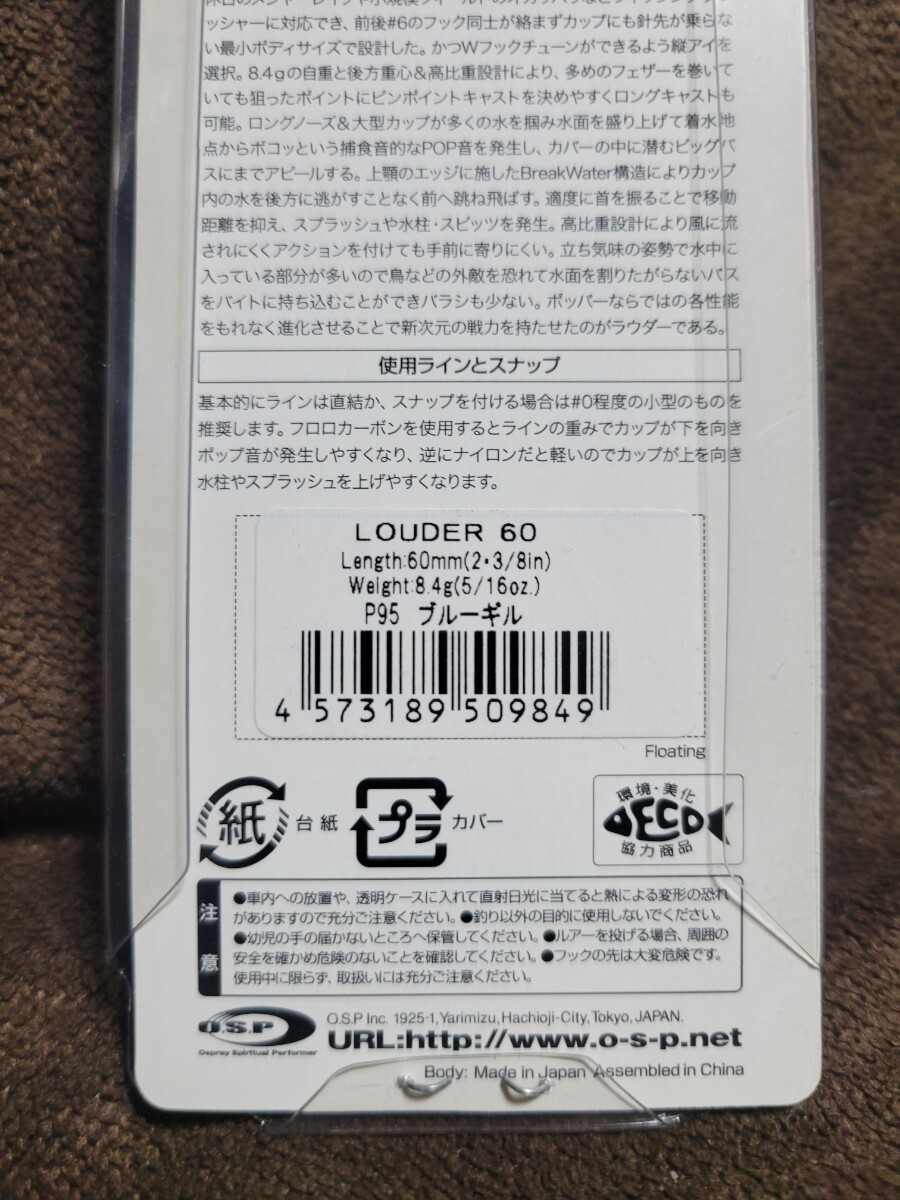 ッシャーに対応でき、前後#6のフック同士が絡まずカップにも針先が乗らな
い最小ボディサイズで設計した。かつWフックチューンができるよう縦アイを
選択。8.4gの自重と後方重心&高比重設計により、多めのフェザーを巻いて
いても狙ったポイントにピンポイントキャストを決めやすくロングキャストも
可能。ロングノーズ&大型カップが多くの水を掴み水面を盛り上げて着水地
点からボコッという捕食音的なPOP音を発生し、カバーの中に潜むビッグバ
スにまでアピールする。上顎のエッジに施したBreakWater構造によりカップ
内の水を後方に逃がすことなく前へ跳ね飛ばす。適度に首を振ることで移動
距離を抑え、スプラッシュや水柱・スピッツを発生。高比重設計により風に流
されにくくアクションを付けても手前に寄りにくい。立ち気味の姿勢で水中に
入っている部分が多いので鳥などの外敵を恐れて水面を割りたがらないバス
をバイトに持ち込むことができバラシも少ない。ポッパーならではの各性能
をもれなく進化させることで新次元の戦力を持たせたのがラウダーである。
使用ラインとスナップ
基本的にラインは直結か、スナップを付ける場合は#0程度の小型のものを
推奨します。フロロカーボンを使用するとラインの重みでカップが下を向き
ポップ音が発生しやすくなり、逆にナイロンだと軽いのでカップが上を向き
水柱やスプラッシュを上げやすくなります。
LOUDER 60
Length:60mm(2・3/8in)
Weight:8.4g(5/16oz.)
P95 ブルーギル
4 573189 509849
Floating
紙 台紙 プラ カバー
環境・美化
DECO
協力商品
注意
●車内への放置や、透明ケースに入れて直射日光に当てると熱による変形の恐れ
がありますので充分ご注意ください。●釣り以外の目的に使用しないでください。
●幼児の手の届かないところへ保管してください。●ルアーを投げる場合、周囲の
安全を確かめ危険のないことを確認してください。●フックの先は大変危険です。
使用中に限らず、取扱いには充分ご注意ください。
O.S.P
Osprey Spiritual Performer
O.S.P Inc. 1925-1, Yarimizu, Hachioji-City, Tokyo, JAPAN.
URL:http://www.o-s-p.net
Body: Made in Japan Assembled in China